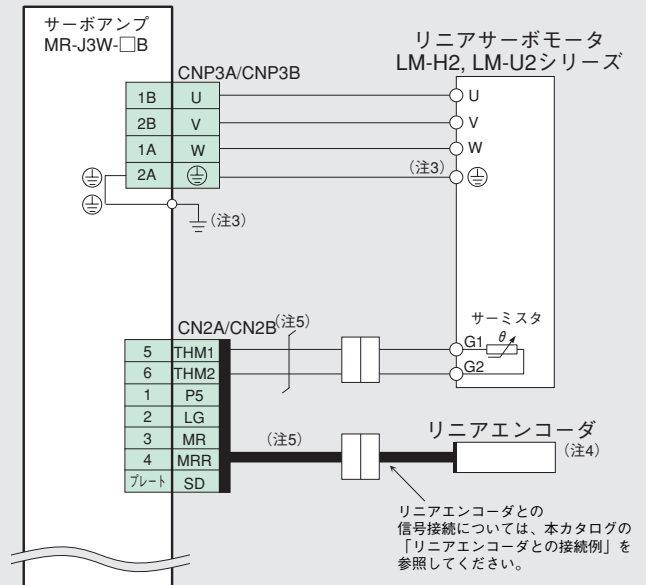 サーボアンプ
MR-J3W-□B
リニアサーボモータ
LM-H2, LM-U2シリーズ
CNP3A/CNP3B
1B U
U
2B V
V
1A W
W
2A
(注3)
(注3)
サーミスタ
θ
CN2A/CN2B
(注5)
5 THM1
G1
6 THM2
G2
1 P5
2 LG
3 MR
4 MRR
プレート SD
(注5)
リニアエンコーダ
(注4)
リニアエンコーダとの
信号接続については、本カタログの
「リニアエンコーダとの接続例」を
参照してください。